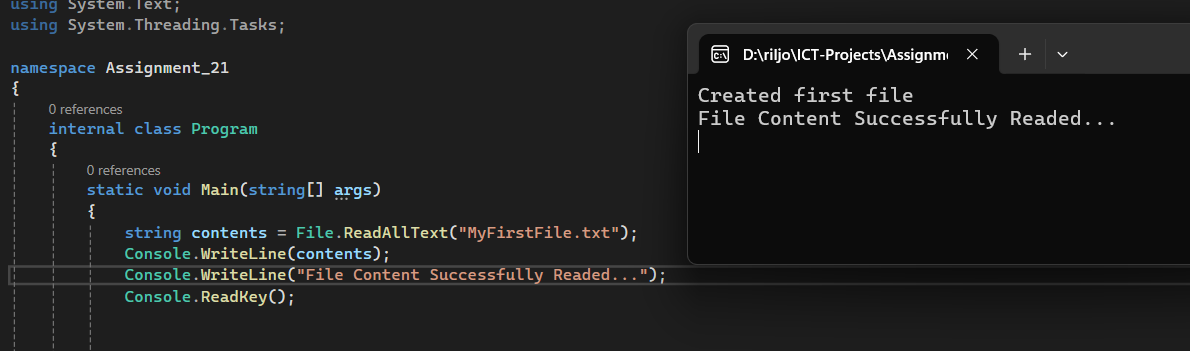 using System.Text;
using System.Threading.Tasks;
namespace Assignment_21
{
0 references
internal class Program
{
0 references
static void Main(string[] args)
{
string contents = File.ReadAllText("MyFirstFile.txt");
Console.WriteLine(contents);
Console.WriteLine("File Content Successfully Readed...");
Console.ReadKey();
D:\riljo\ICT-Projects\Assignm
Created first file
File Content Successfully Readed...